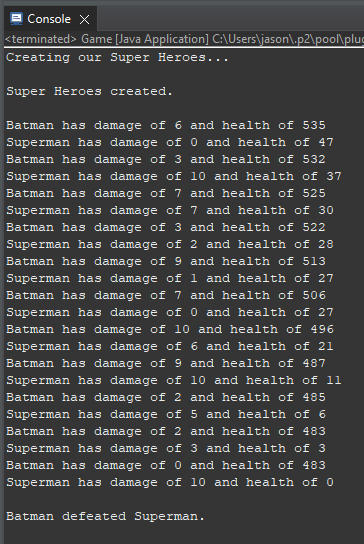 Console
<terminated> Game [Java Application] C:\Users\jason\.p2\pool\plu
Creating our Super Heroes...
Super Heroes created.
Batman has damage of 6 and health of 535
Superman has damage of 0 and health of 47
Batman has damage of 3 and health of 532
Superman has damage of 10 and health of 37
Batman has damage of 7 and health of 525
Superman has damage of 7 and health of 30
Batman has damage of 3 and health of 522
Superman has damage of 2 and health of 28
Batman has damage of 9 and health of 513
Superman has damage of 1 and health of 27
Batman has damage of 7 and health of 506
Superman has damage of 0 and health of 27
Batman has damage of 10 and health of 496
Superman has damage of 6 and health of 21
Batman has damage of 9 and health of 487
Superman has damage of 10 and health of 11
Batman has damage of 2 and health of 485
Superman has damage of 5 and health of 6
Batman has damage of 2 and health of 483
Superman has damage of 3 and health of 3
Batman has damage of 0 and health of 483
Superman has damage of 10 and health of 0
Batman defeated Superman.